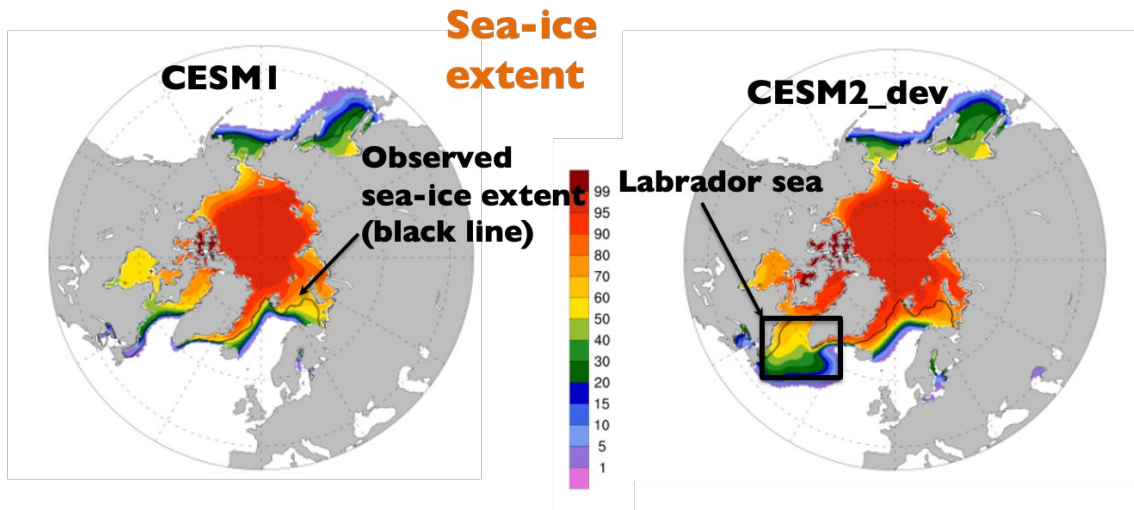 Sea-ice
extent
CESM1
CESM2_dev
Observed
sea-ice extent
(black line)
Labrador sea
99
95
90
80
70
60
50
40
30
20
15
10
5
1